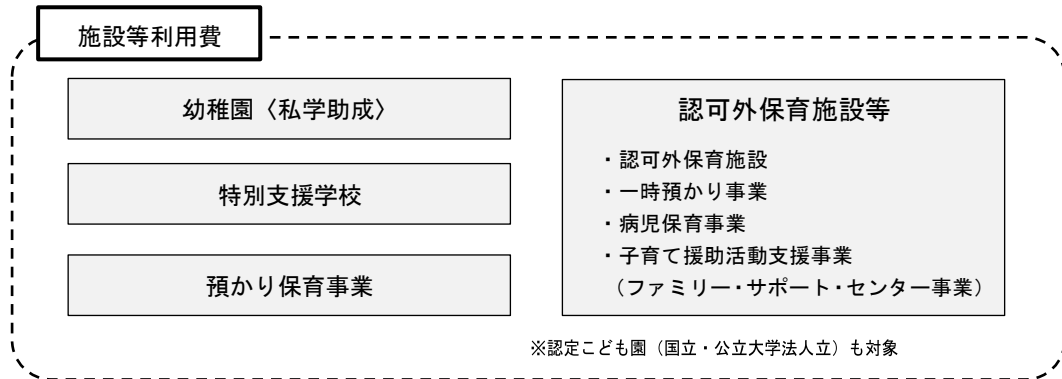 施設等利用費
幼稚園〈私学助成〉
特別支援学校
預かり保育事業
認可外保育施設等
・認可外保育施設
・一時預かり事業
・病児保育事業
・子育て援助活動支援事業
（ファミリー・サポート・センター事業）
※認定こども園（国立・公立大学法人立）も対象